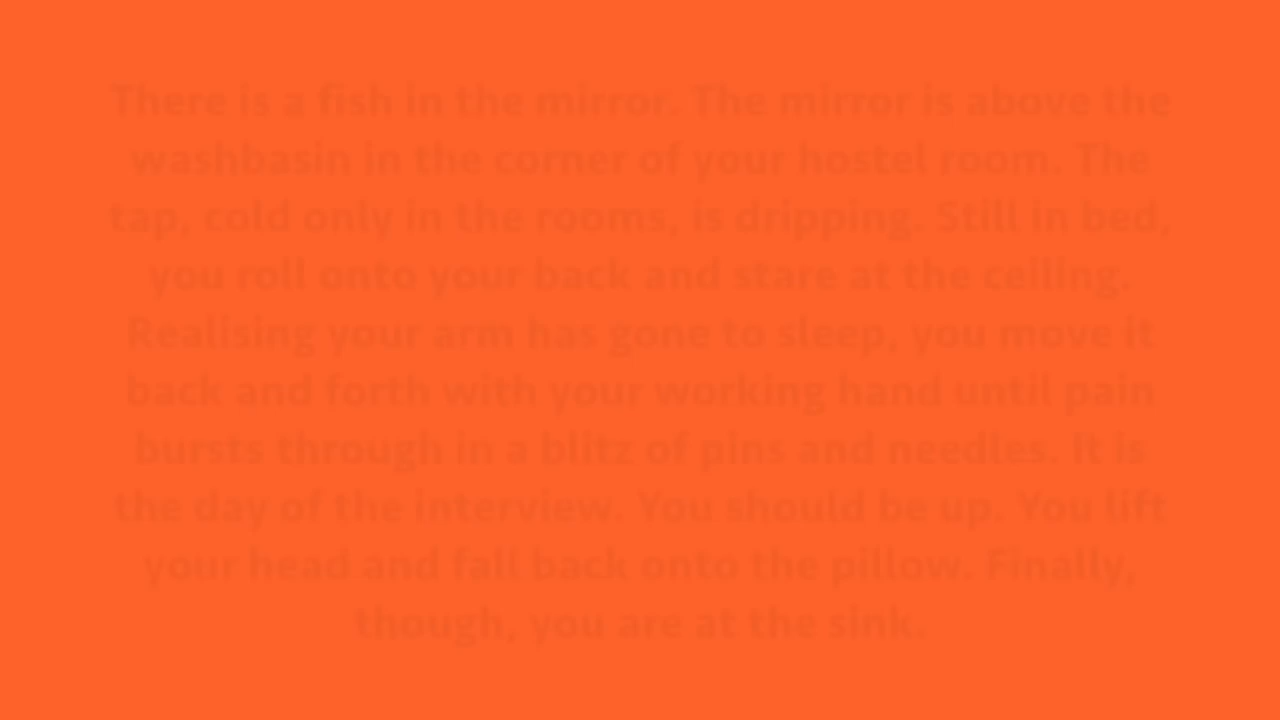 There is a fish in the mirror. The mirror is above the
washbasin in the corner of your hostel room. The
tap, cold only in the rooms, is dripping. Still in bed,
you roll onto your back and stare at the ceiling.
Realising your arm has gone to sleep, you move it
back and forth with your working hand until pain
bursts through in a blitz of pins and needles. It is
the day of the interview. You should be up. You lift
your head and fall back onto the pillow. Finally,
though, you are at the sink.